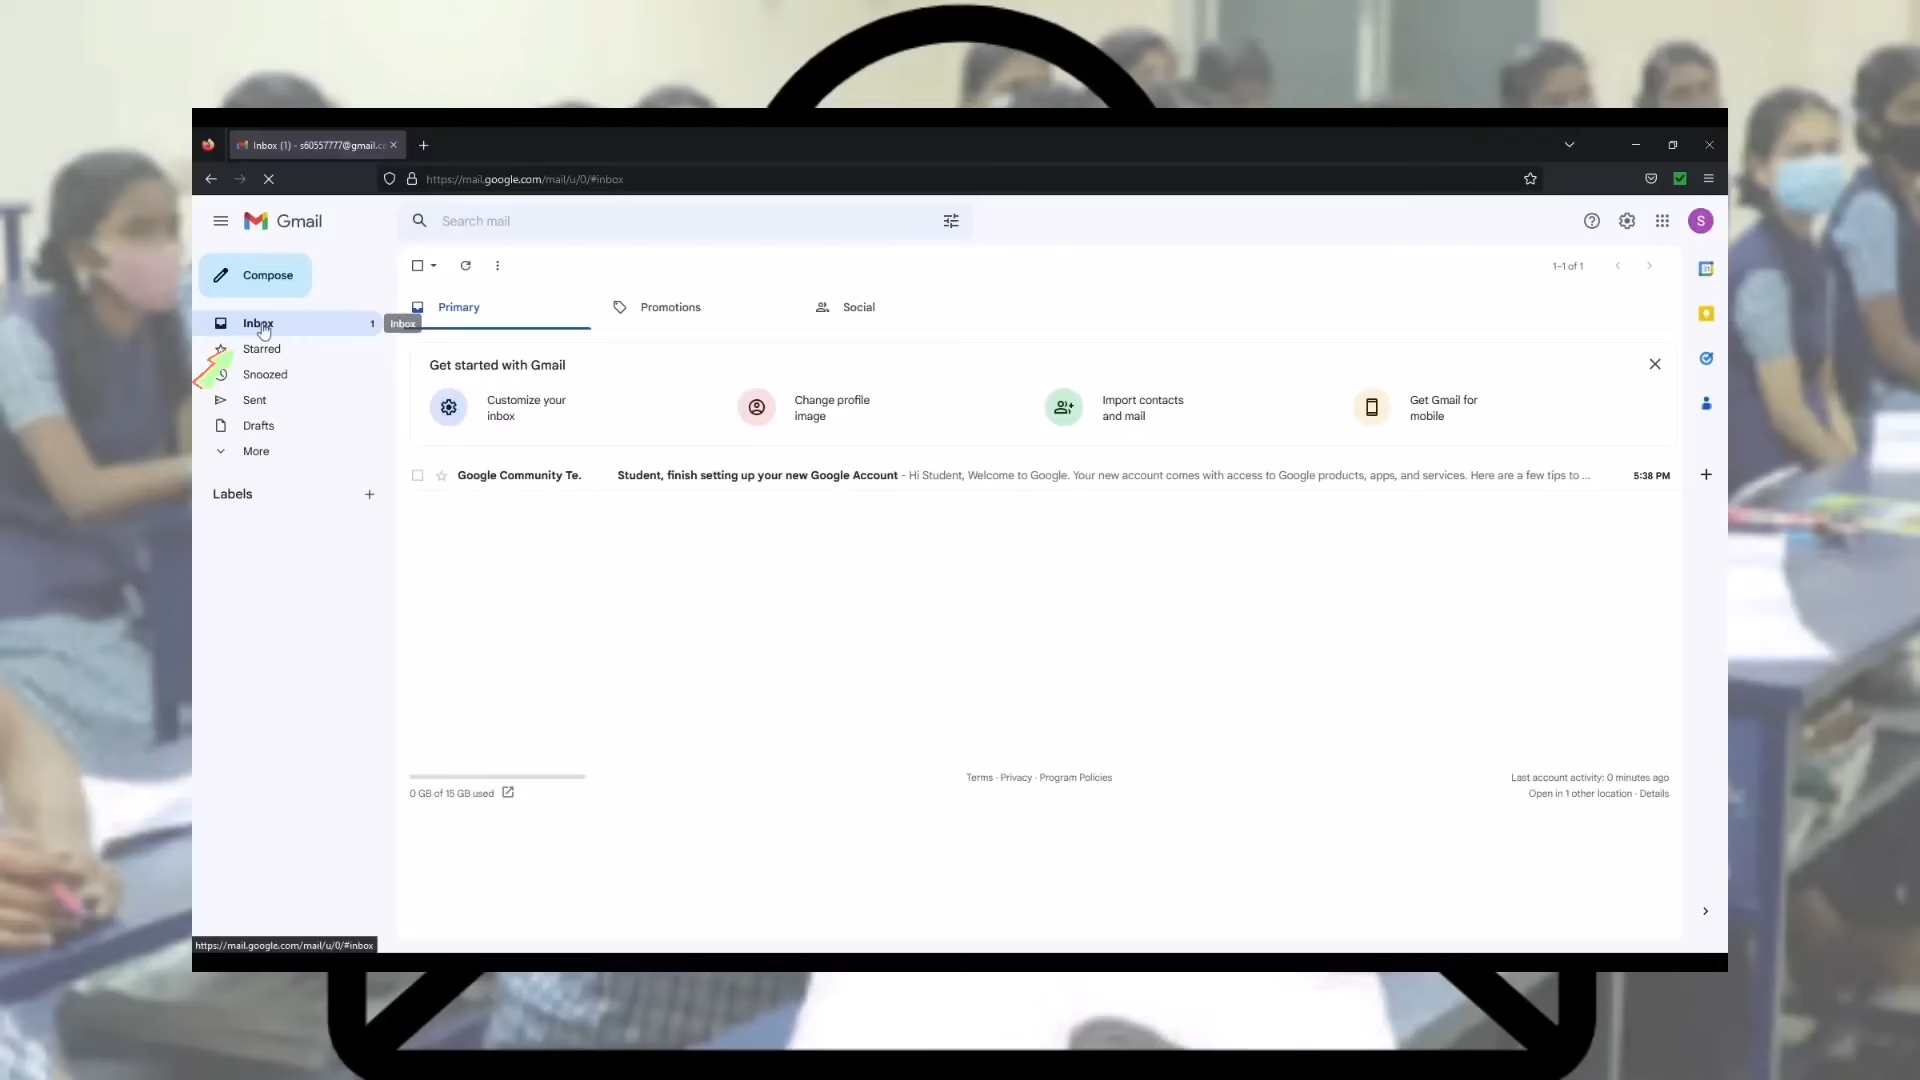 Inbox (1) - s60557777@gmail.cc
https://mail.google.com/mail/u/0/#inbox
Gmail
Search mail
S
Compose
1–1 of 1
31
Primary
Promotions
Social
Inbox
1
Inbox
Starred
Snoozed
Sent
Drafts
More
Labels
Get started with Gmail
Customize your
inbox
Change profile
image
Import contacts
and mail
Get Gmail for
mobile
Google Community Te.
Student, finish setting up your new Google Account - Hi Student, Welcome to Google. Your new account comes with access to Google products, apps, and services. Here are a few tips to ...
5:38 PM
0 GB of 15 GB used
Terms · Privacy · Program Policies
Last account activity: 0 minutes ago
Open in 1 other location · Details
https://mail.google.com/mail/u/0/#inbox